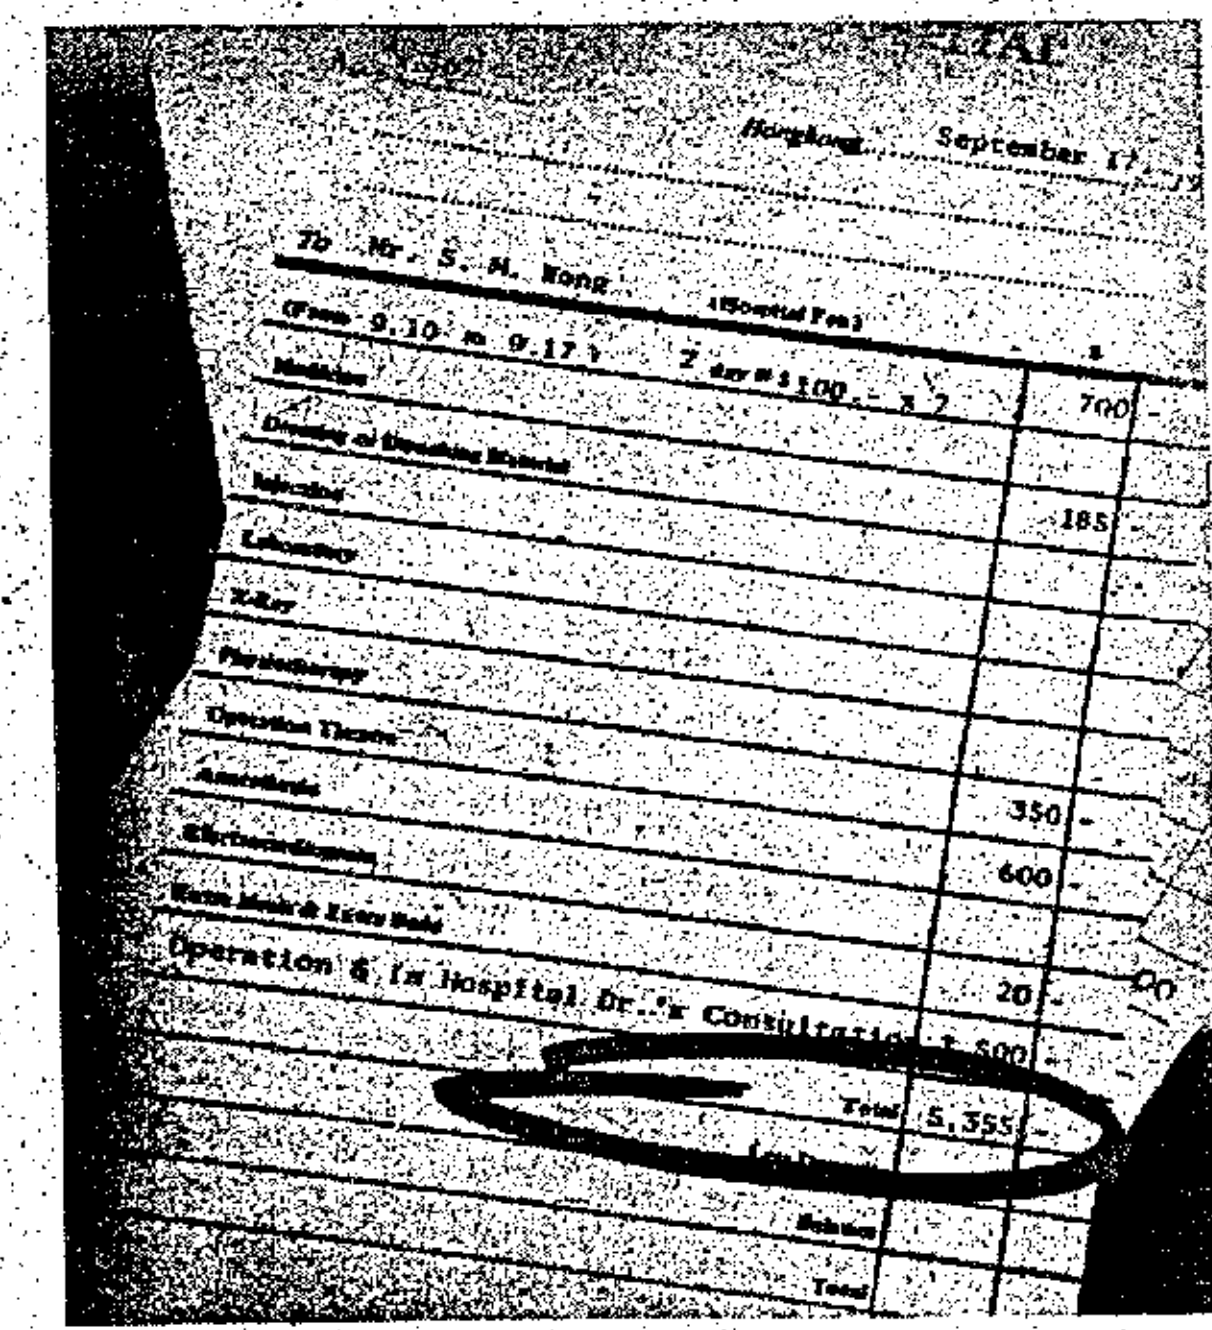 Hongkong, September 17,
To Mr. S. M. Wong
(Hospital Fee)
$
(From 9.10 to 9.17) 7 day @ $100.- x 7 700 -
Medicine
Dressing or Dispensing Material 185 -
Injection
Laboratory
X-Ray
Physiotherapy
Operation Theatre 350 -
Anaesthesia 600 -
Electrocardiogram
Extra Meals & Extra Beds 20 -
Operation & In Hospital Dr.'s Consultation 500 -
Total 5,355 -
Balance
Total